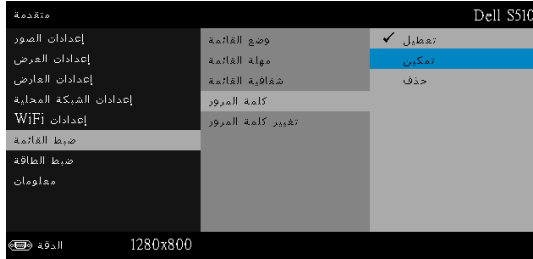 متقدمة
Dell S510
إعدادات الصور
إعدادات العرض
إعدادات العارض
إعدادات الشبكة المحلية
إعدادات WiFi
ضبط القائمة
ضبط الطاقة
معلومات
وضع القائمة
مهلة القائمة
شفافية القائمة
كلمة المرور
تغيير كلمة المرور
✓ تعطيل
تمكين
حذف
الدقة 1280x800